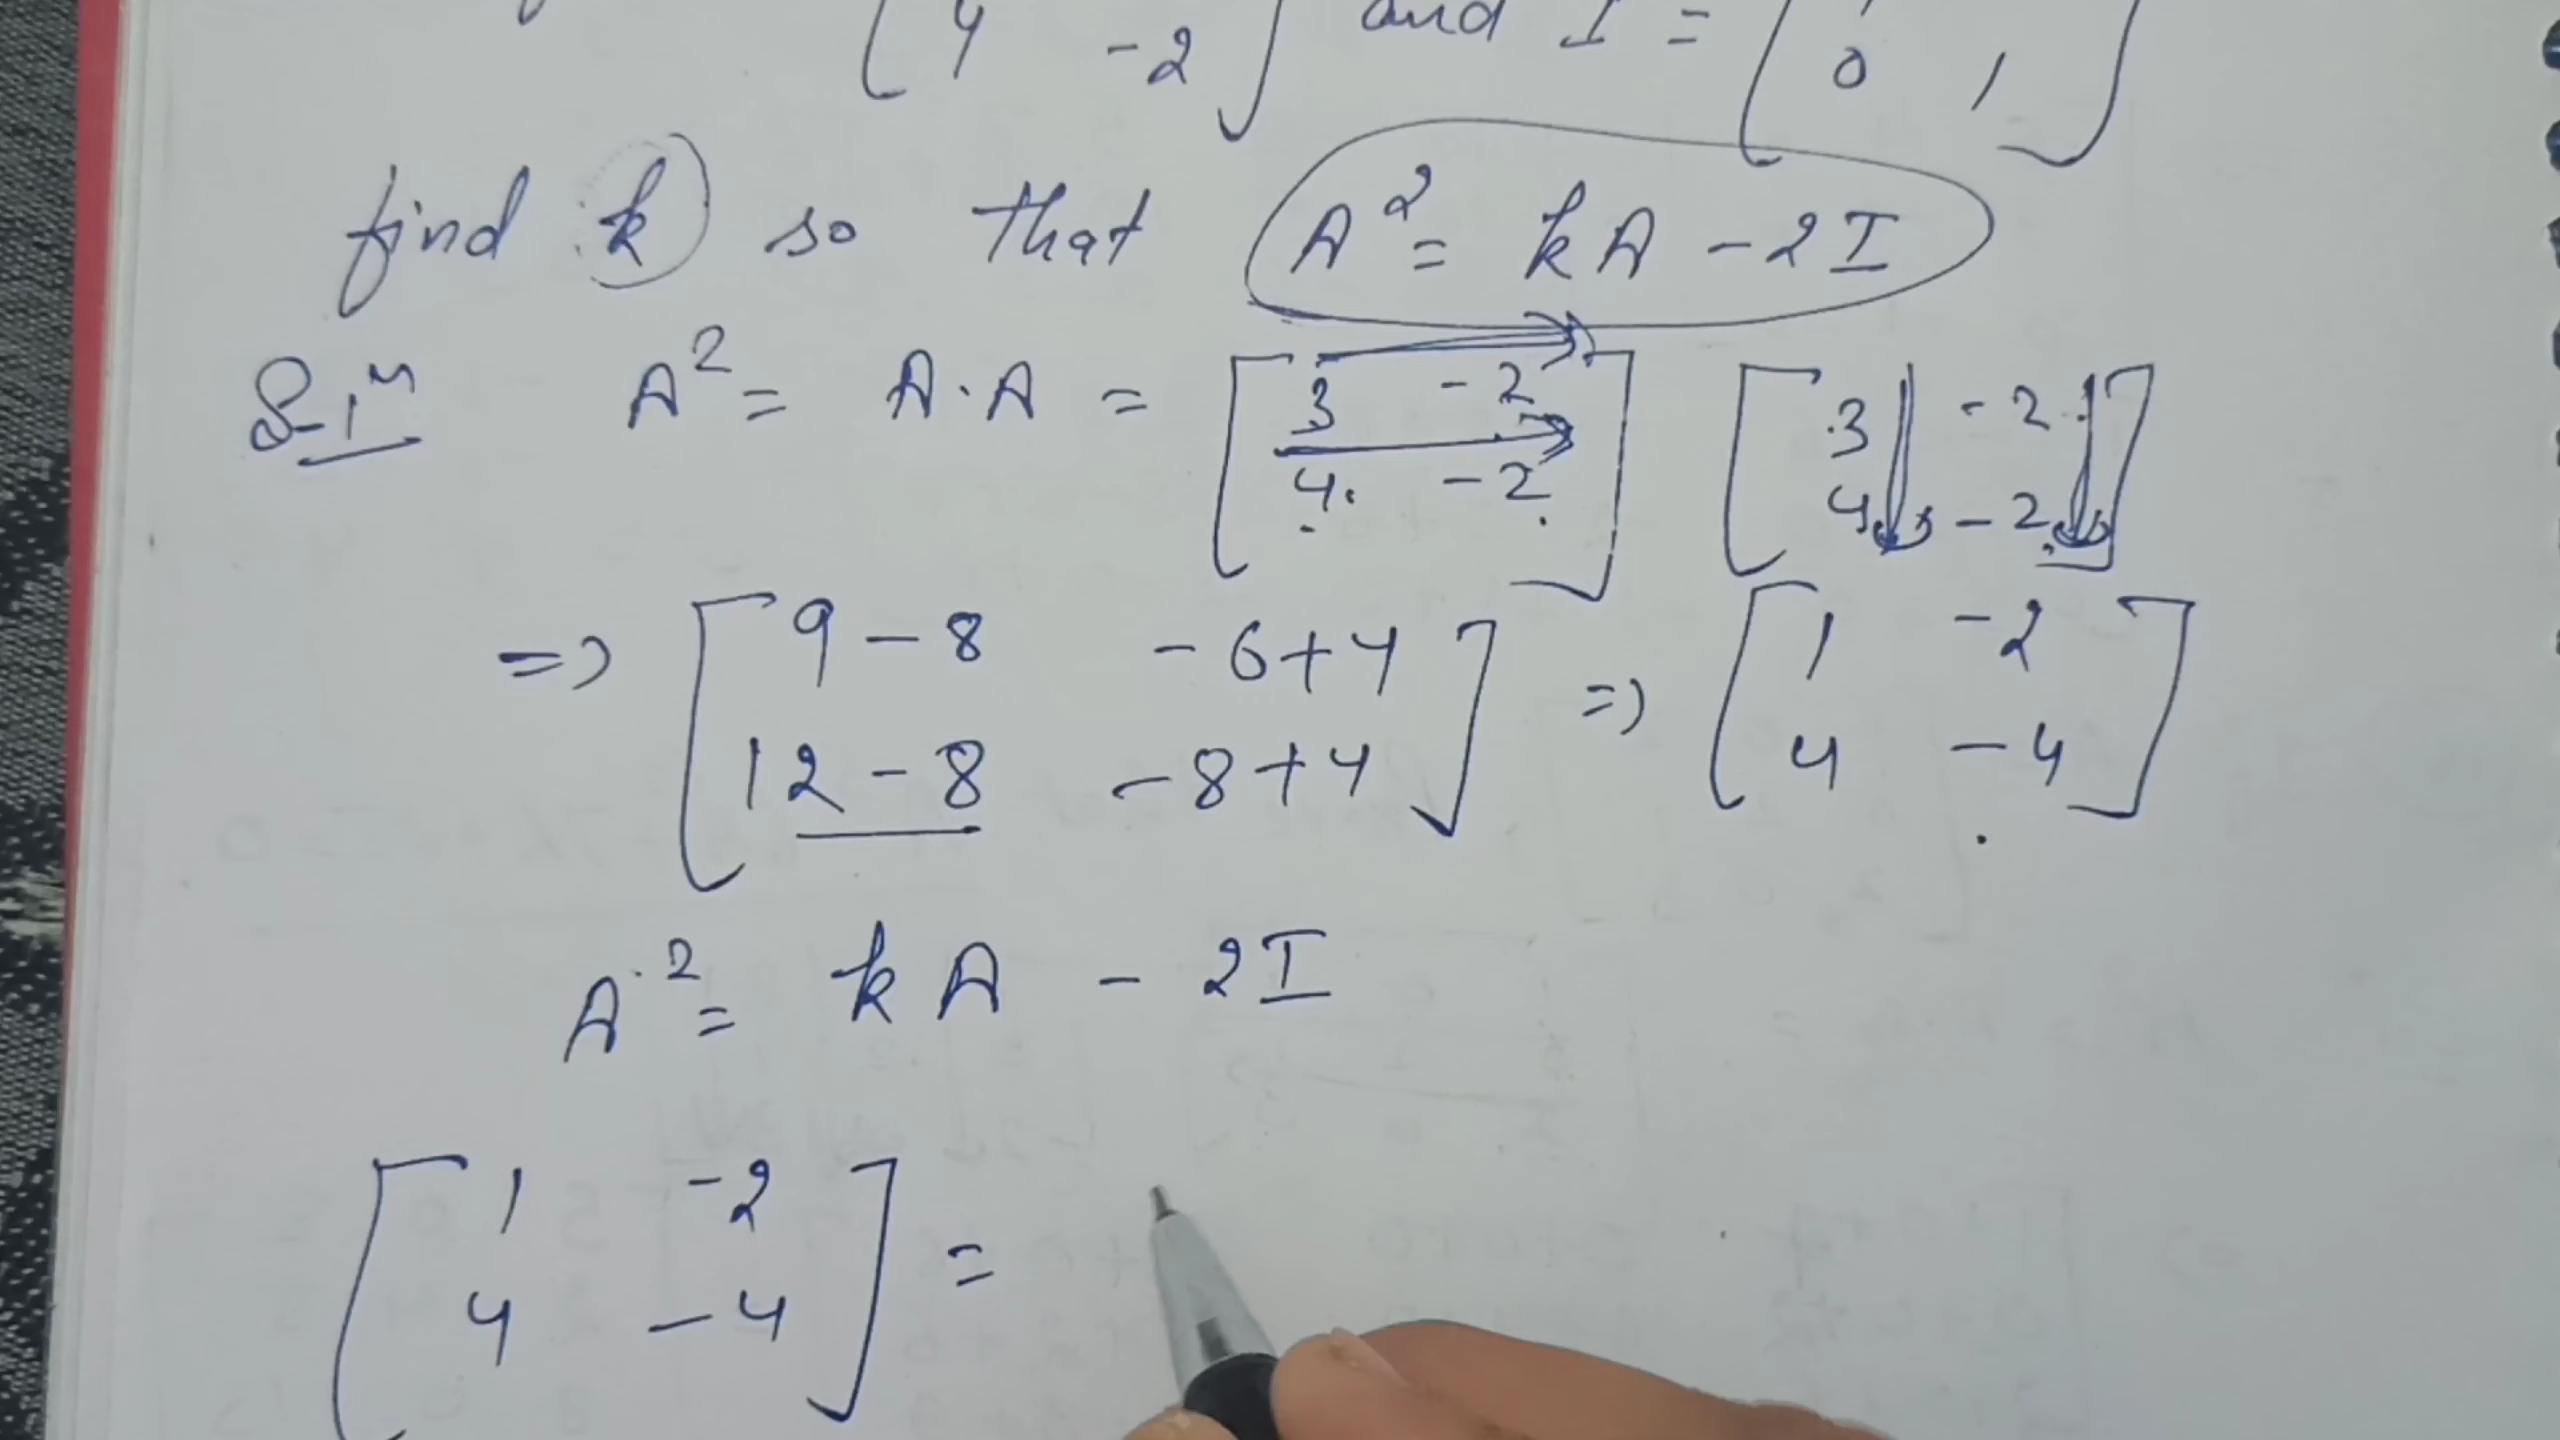 [ 4 -2 ] and I = [ 0 1 ]
find k so that A² = kA - 2I
Solⁿ A² = A·A = [ 3 -2 ] [ 3 -2 ]
[ 4 -2 ] [ 4 -2 ]
=> [ 9-8 -6+4 ] => [ 1 -2 ]
[ 12-8 -8+4 ] [ 4 -4 ]
A² = kA - 2I
[ 1 -2 ] =
[ 4 -4 ]